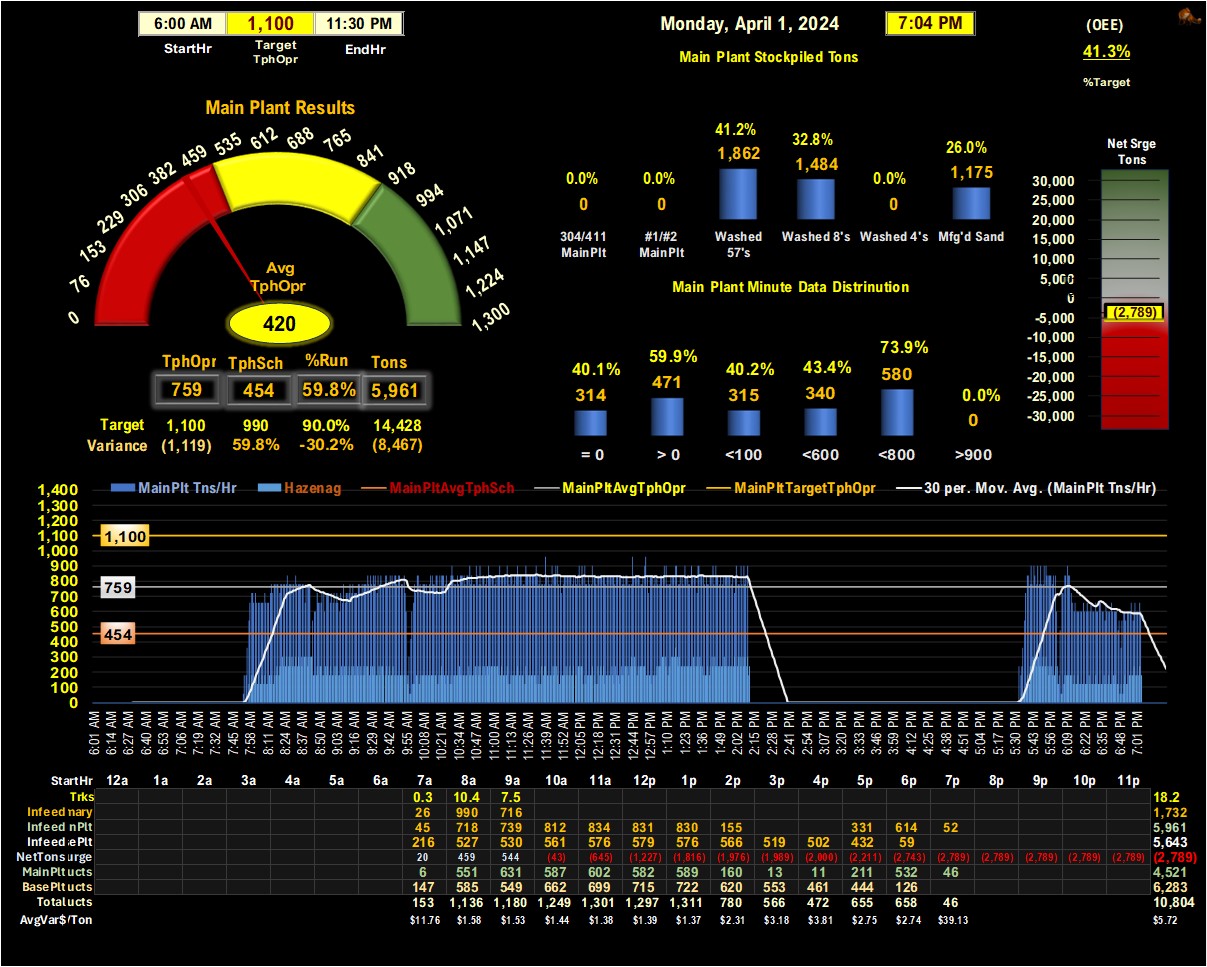 6:00 AM 1,100 11:30 PM
StartHr Target TphOpr EndHr
Monday, April 1, 2024 7:04 PM
Main Plant Stockpiled Tons
(OEE)
41.3%
%Target
Main Plant Results
0 76 153 229 306 382 459 535 612 688 765 841 918 994 1,071 1,147 1,224 1,300
Avg
TphOpr
420
TphOpr TphSch %Run Tons
759 454 59.8% 5,961
Target 1,100 990 90.0% 14,428
Variance (1,119) 59.8% -30.2% (8,467)
0.0% 0.0% 41.2% 32.8% 0.0% 26.0%
0 0 1,862 1,484 0 1,175
304/411 MainPlt #1/#2 MainPlt Washed 57's Washed 8's Washed 4's Mfg'd Sand
Main Plant Minute Data Distrinution
40.1% 59.9% 40.2% 43.4% 73.9% 0.0%
314 471 315 340 580 0
= 0 > 0 <100 <600 <800 >900
Net Srge
Tons
30,000
25,000
20,000
15,000
10,000
5,000
0
(2,789)
-5,000
-10,000
-15,000
-20,000
-25,000
-30,000
MainPlt Tns/Hr Hazenag MainPltAvgTphSch MainPltAvgTphOpr MainPltTargetTphOpr 30 per. Mov. Avg. (MainPlt Tns/Hr)
1,400
1,300
1,200
1,100
1,000
900
800
700
600
500
400
300
200
100
0
1,100
759
454
6:01 AM 6:14 AM 6:27 AM 6:40 AM 6:53 AM 7:06 AM 7:19 AM 7:32 AM 7:45 AM 7:58 AM 8:11 AM 8:24 AM 8:37 AM 8:50 AM 9:03 AM 9:16 AM 9:29 AM 9:42 AM 9:55 AM 10:08 AM 10:21 AM 10:34 AM 10:47 AM 11:00 AM 11:13 AM 11:26 AM 11:39 AM 11:52 AM 12:05 PM 12:18 PM 12:31 PM 12:44 PM 12:57 PM 1:10 PM 1:23 PM 1:36 PM 1:49 PM 2:02 PM 2:15 PM 2:28 PM 2:41 PM 2:54 PM 3:07 PM 3:20 PM 3:33 PM 3:46 PM 3:59 PM 4:12 PM 4:25 PM 4:38 PM 4:51 PM 5:04 PM 5:17 PM 5:30 PM 5:43 PM 5:56 PM 6:09 PM 6:22 PM 6:35 PM 6:48 PM 7:01 PM
StartHr 12a 1a 2a 3a 4a 5a 6a 7a 8a 9a 10a 11a 12p 1p 2p 3p 4p 5p 6p 7p 8p 9p 10p 11p
Trks 0.3 10.4 7.5 18.2
Infeed nary 26 990 716 1,732
Infeed nPlt 45 718 739 812 834 831 830 155 331 614 52 5,961
Infeed ePlt 216 527 530 561 576 579 576 566 519 502 432 59 5,643
NetTons urge 20 459 544 (43) (645) (1,227) (1,816) (1,976) (1,989) (2,000) (2,211) (2,743) (2,789) (2,789) (2,789) (2,789) (2,789) (2,789)
MainPlt ucts 6 551 631 587 602 582 589 160 13 11 211 532 46 4,521
BasePlt ucts 147 585 549 662 699 715 722 620 553 461 444 126 6,283
Total ucts 153 1,136 1,180 1,249 1,301 1,297 1,311 780 566 472 655 658 46 10,804
AvgVar$/Ton $11.76 $1.58 $1.53 $1.44 $1.38 $1.39 $1.37 $2.31 $3.18 $3.81 $2.75 $2.74 $39.13 $5.72